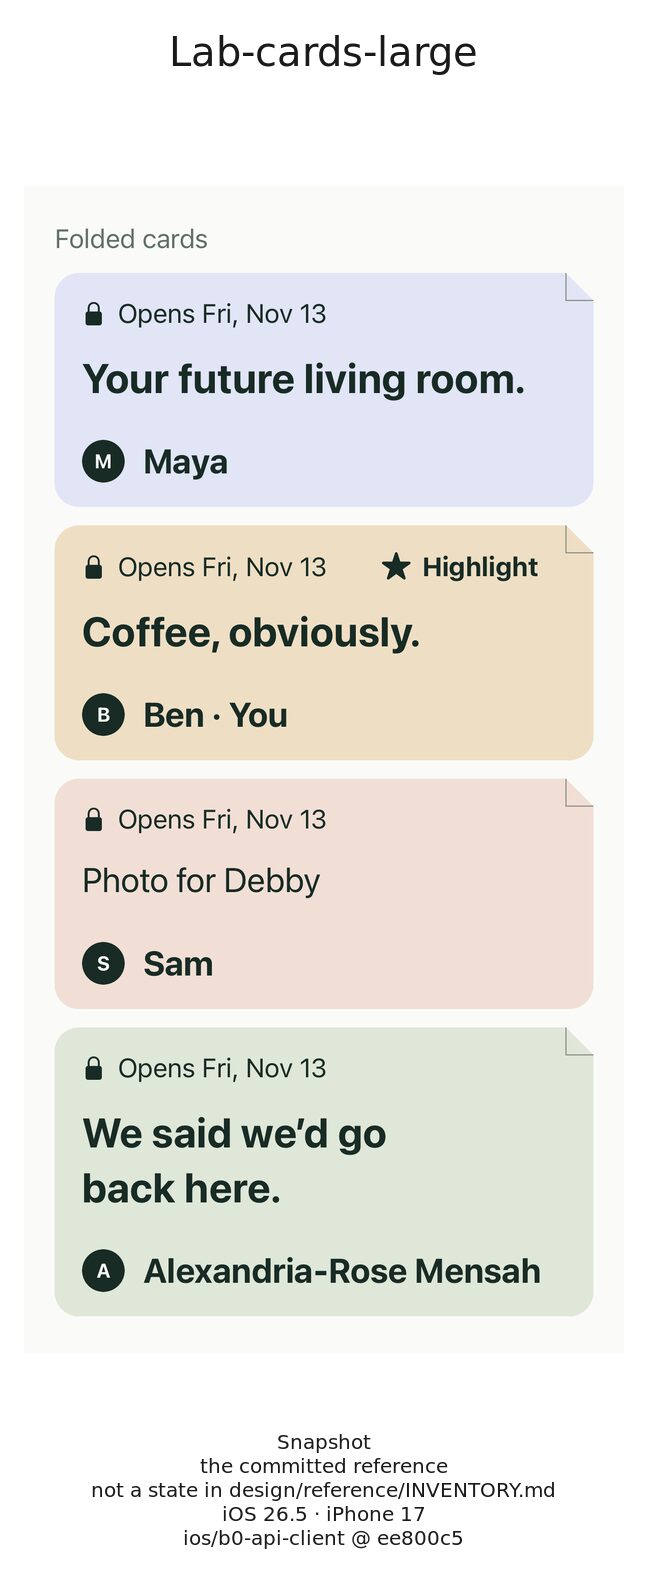 Lab-cards-large
Folded cards
Opens Fri, Nov 13
Your future living room.
M Maya
Opens Fri, Nov 13 ★ Highlight
Coffee, obviously.
B Ben · You
Opens Fri, Nov 13
Photo for Debby
S Sam
Opens Fri, Nov 13
We said we’d go
back here.
A Alexandria-Rose Mensah
Snapshot
the committed reference
not a state in design/reference/INVENTORY.md
iOS 26.5 · iPhone 17
ios/b0-api-client @ ee800c5